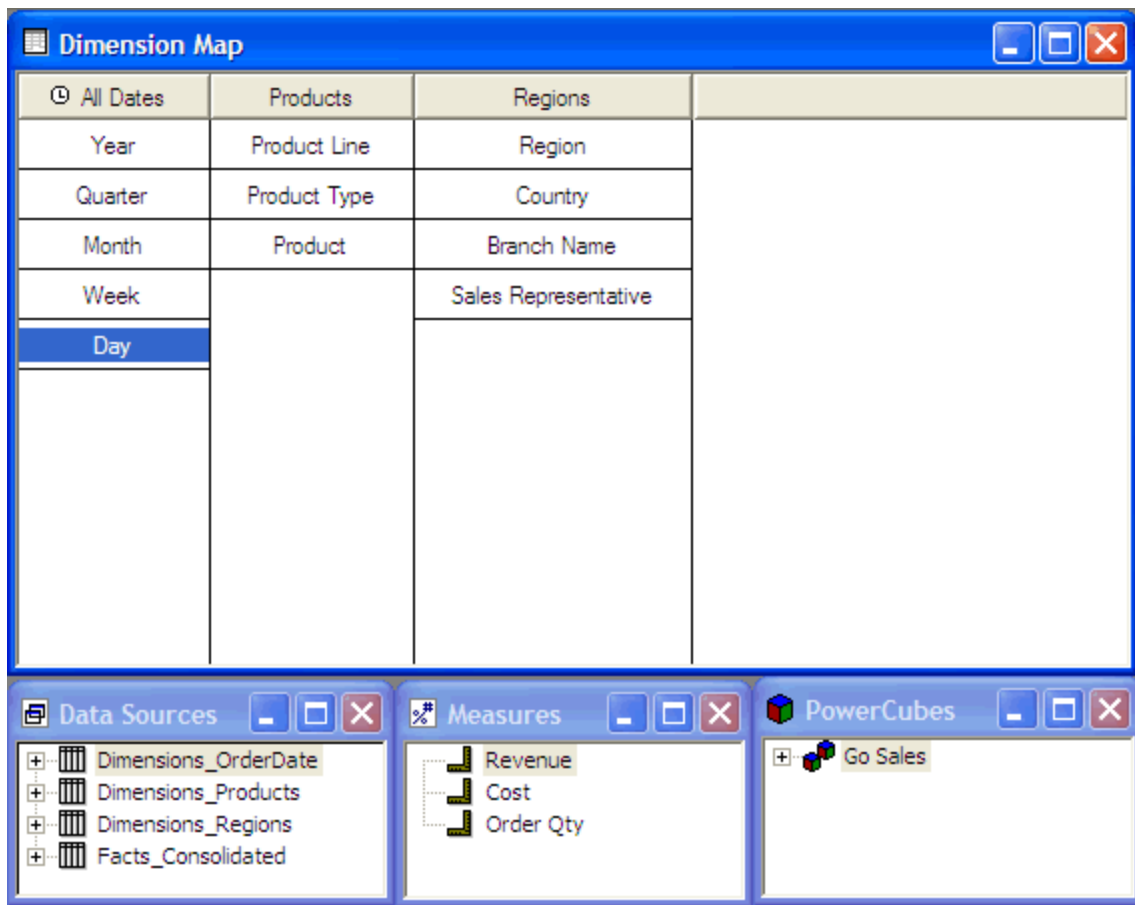 Dimension Map
All Dates Products Regions
Year Product Line Region
Quarter Product Type Country
Month Product Branch Name
Week Sales Representative
Day
Data Sources
Dimensions_OrderDate
Dimensions_Products
Dimensions_Regions
Facts_Consolidated
Measures
Revenue
Cost
Order Qty
PowerCubes
Go Sales